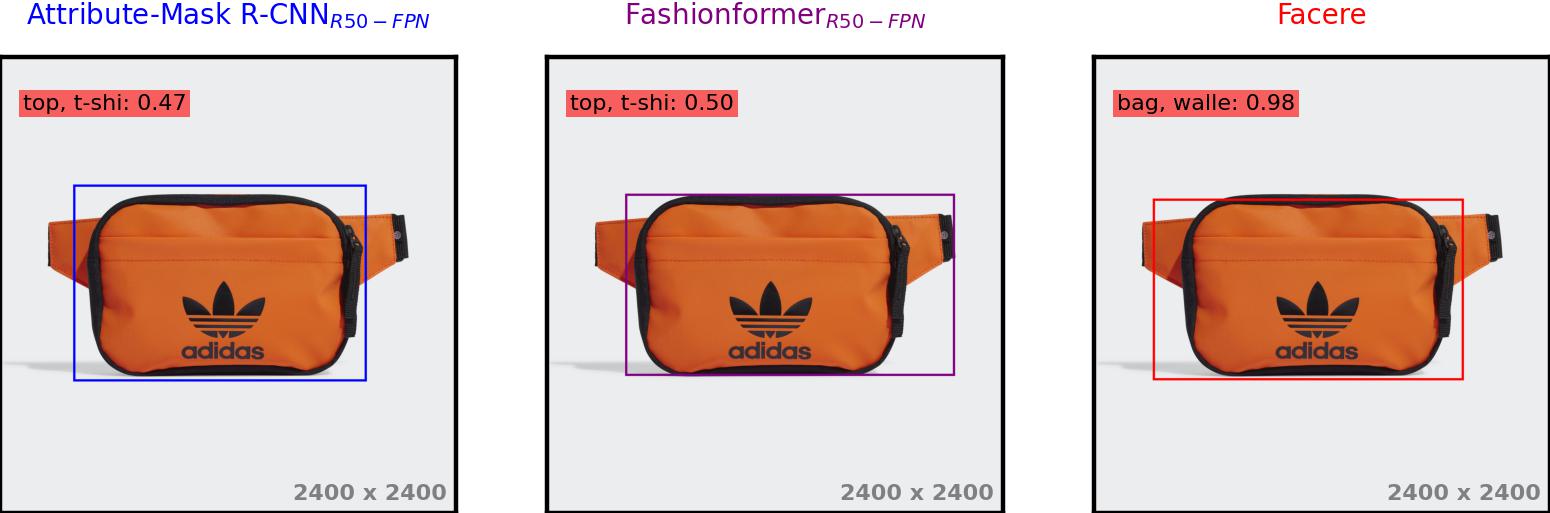 Attribute-Mask R-CNN R50-FPN
Fashionformer R50-FPN
Facere
top, t-shi: 0.47
top, t-shi: 0.50
bag, walle: 0.98
adidas
adidas
adidas
2400 x 2400
2400 x 2400
2400 x 2400